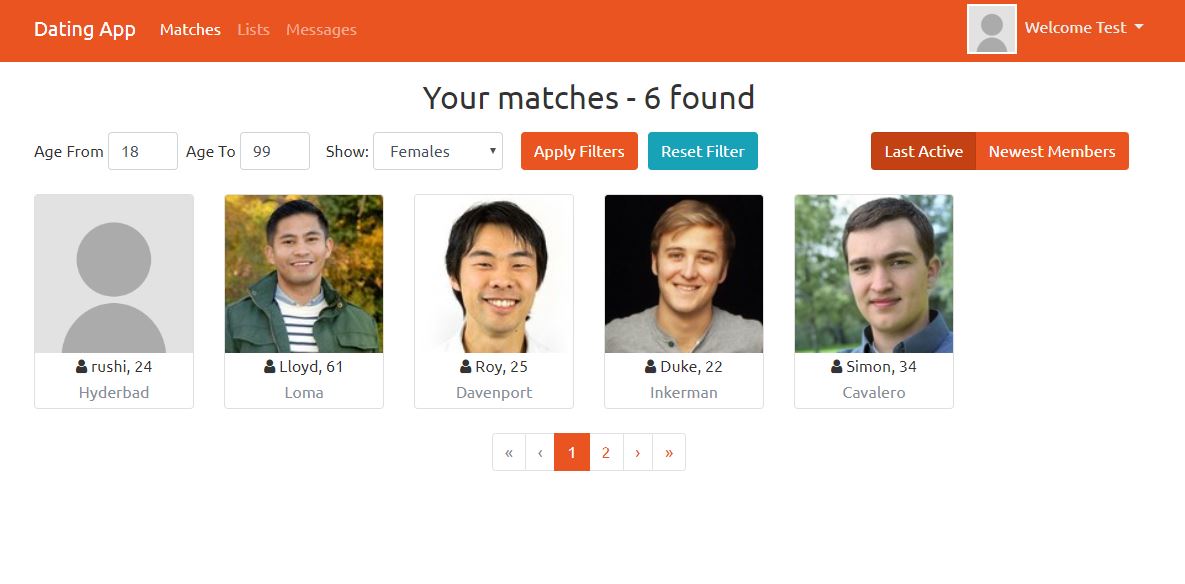 Dating App Matches Lists Messages Welcome Test
Your matches - 6 found
Age From 18 Age To 99 Show: Females Apply Filters Reset Filter Last Active Newest Members
rushi, 24 Lloyd, 61 Roy, 25 Duke, 22 Simon, 34
Hyderbad Loma Davenport Inkerman Cavalero
« ‹ 1 2 › »